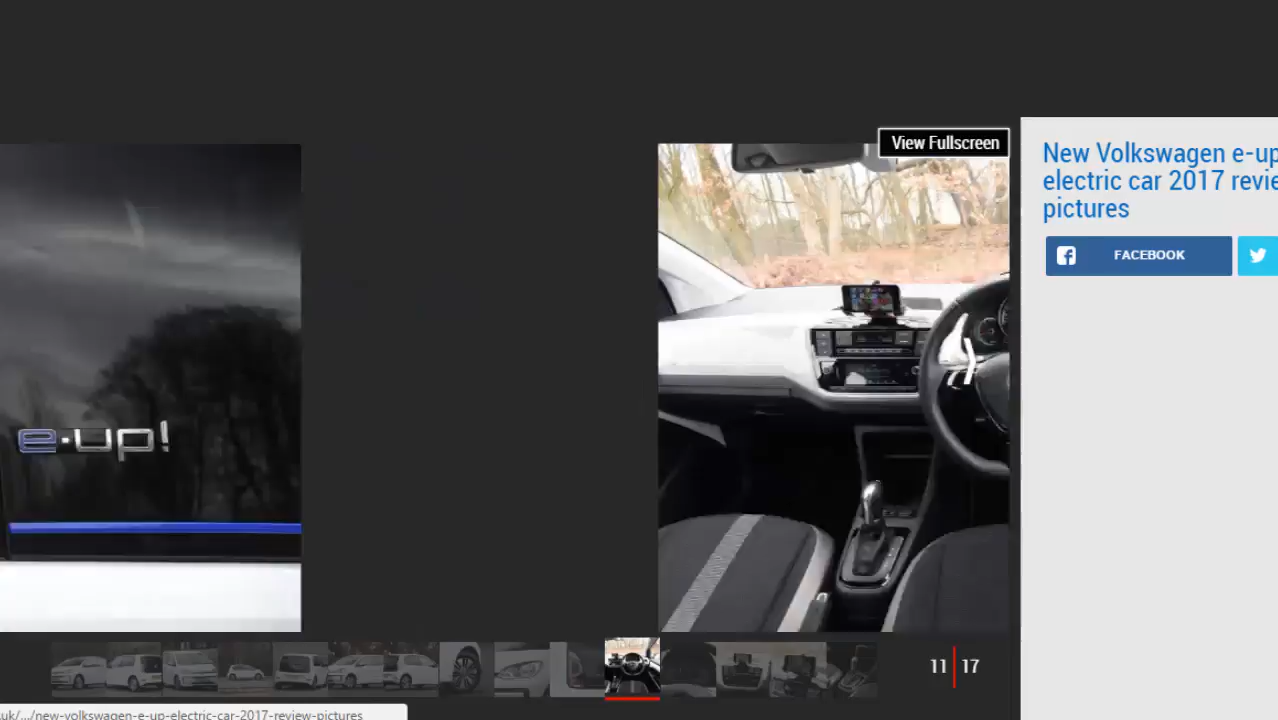 View Fullscreen
New Volkswagen e-up
electric car 2017 revie
pictures
FACEBOOK
e-up!
11 17
.uk/.../new-volkswagen-e-up-electric-car-2017-review-pictures